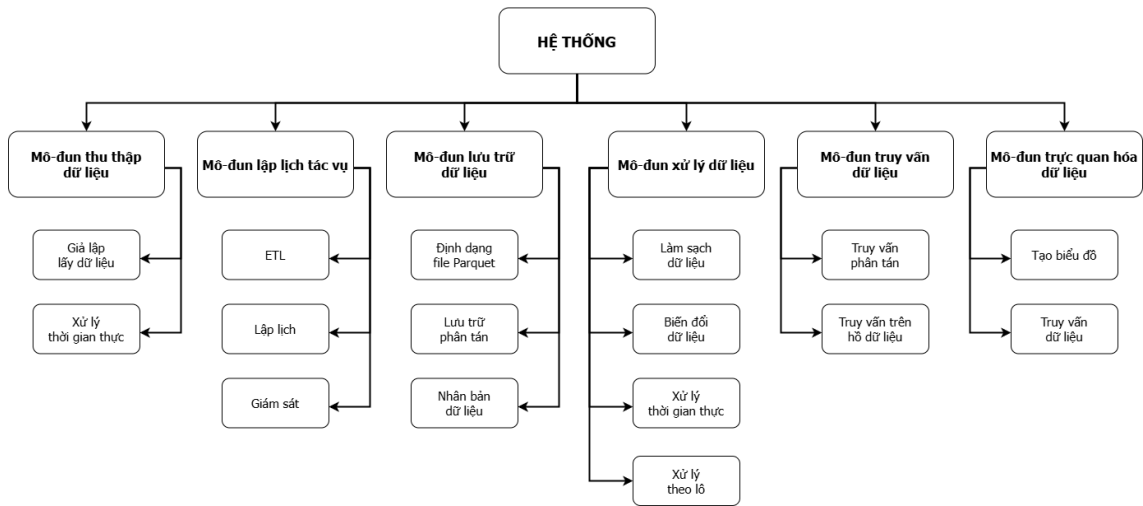 HỆ THỐNG
Mô-đun thu thập
dữ liệu
Mô-đun lập lịch tác vụ
Mô-đun lưu trữ
dữ liệu
Mô-đun xử lý dữ liệu
Mô-đun truy vấn
dữ liệu
Mô-đun trực quan hóa
dữ liệu
Giả lập
lấy dữ liệu
ETL
Định dạng
file Parquet
Làm sạch
dữ liệu
Truy vấn
phân tán
Tạo biểu đồ
Xử lý
thời gian thực
Lập lịch
Lưu trữ
phân tán
Biến đổi
dữ liệu
Truy vấn trên
hồ dữ liệu
Truy vấn
dữ liệu
Giám sát
Nhân bản
dữ liệu
Xử lý
thời gian thực
Xử lý
theo lô